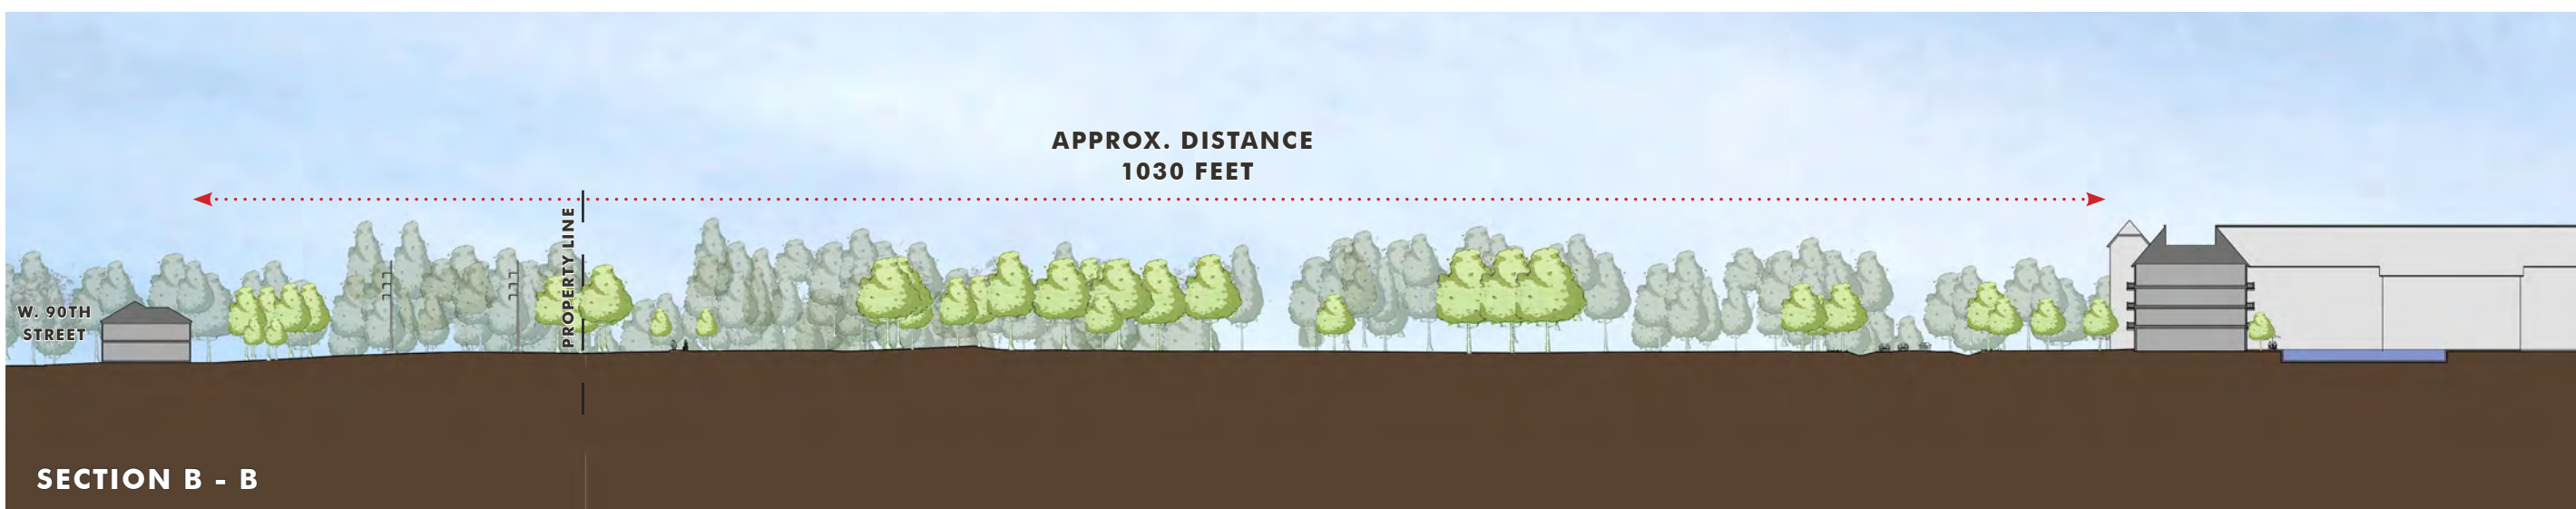 APPROX. DISTANCE
1030 FEET
PROPERTY LINE
W. 90TH
STREET
SECTION B - B